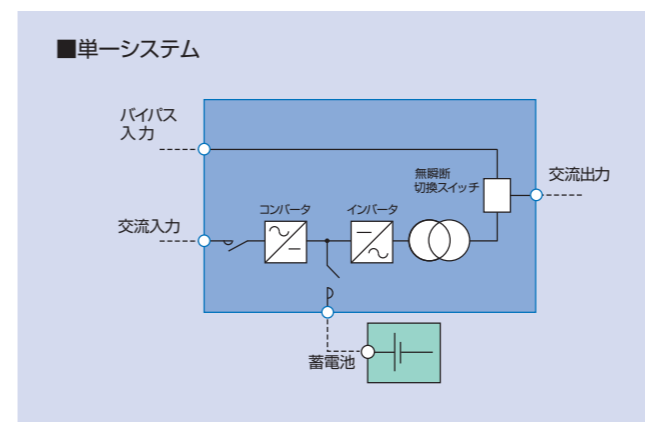 ■単一システム
バイパス
入力
無瞬断
切換スイッチ
交流出力
コンバータ
インバータ
交流入力
蓄電池